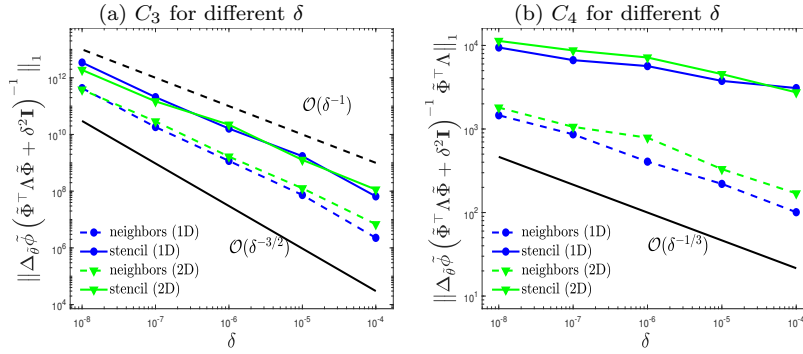 (a) C₃ for different δ
‖Δ_θ̃ ϕ̃ (Φ̃^⊤ΛΦ̃ + δ²I)^{-1} ‖₁
10^12
10^10
10^8
10^6
10^4
O(δ^{-1})
O(δ^{-3/2})
neighbors (1D)
stencil (1D)
neighbors (2D)
stencil (2D)
10^-8
10^-7
10^-6
10^-5
10^-4
δ
(b) C₄ for different δ
‖Δ_θ̃ ϕ̃ (Φ̃^⊤ΛΦ̃ + δ²I)^{-1} Φ̃^⊤Λ‖₁
10^4
10^3
10^2
10^1
O(δ^{-1/3})
neighbors (1D)
stencil (1D)
neighbors (2D)
stencil (2D)
10^-8
10^-7
10^-6
10^-5
10^-4
δ